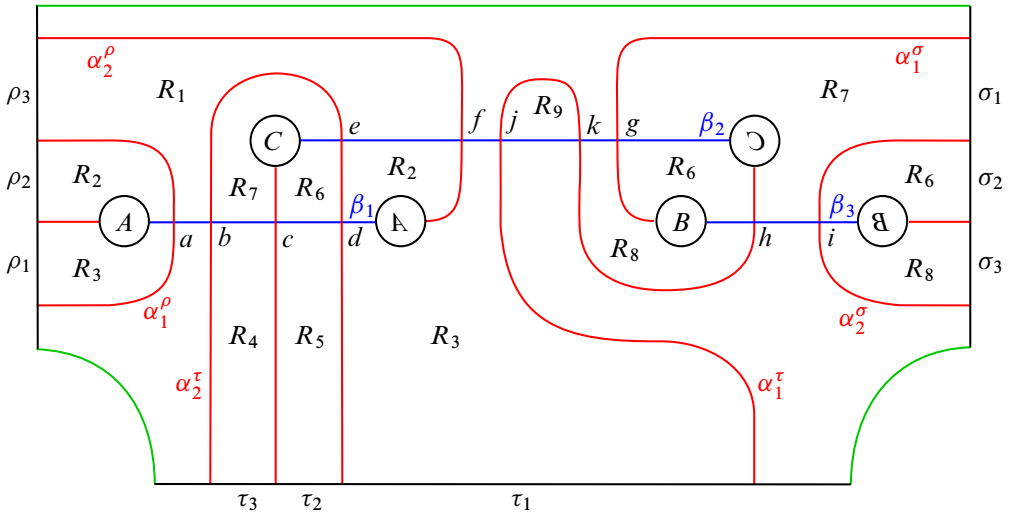 α₂^ρ α₁^σ
ρ₃ R₁ R₉ R₇ σ₁
C e f j k g β₂ C
ρ₂ R₂ R₇ R₆ R₂ R₆ R₆ σ₂
A a b c β₁ d A B h β₃ i B
ρ₁ R₃ R₈ R₈ σ₃
α₁^ρ α₂^σ
R₄ R₅ R₃
α₂^τ α₁^τ
τ₃ τ₂ τ₁